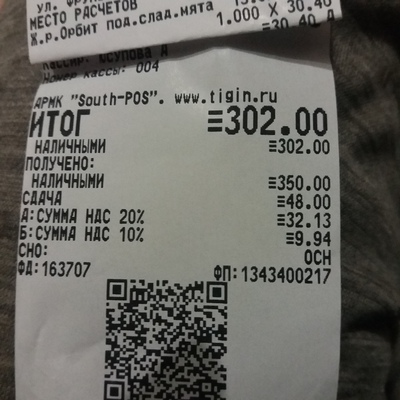 МЕСТО РАСЧЕТОВ
Ж.р.Орбит под.слад.мята 1.000 X 30.40
≡30.40 А
Номер кассы: 004
АРМК "South-POS". www.tigin.ru
ИТОГ ≡302.00
НАЛИЧНЫМИ ≡302.00
ПОЛУЧЕНО:
НАЛИЧНЫМИ ≡350.00
СДАЧА ≡48.00
А:СУММА НДС 20% ≡32.13
Б:СУММА НДС 10% ≡9.94
СНО: ОСН
ФД:163707 ФП:1343400217